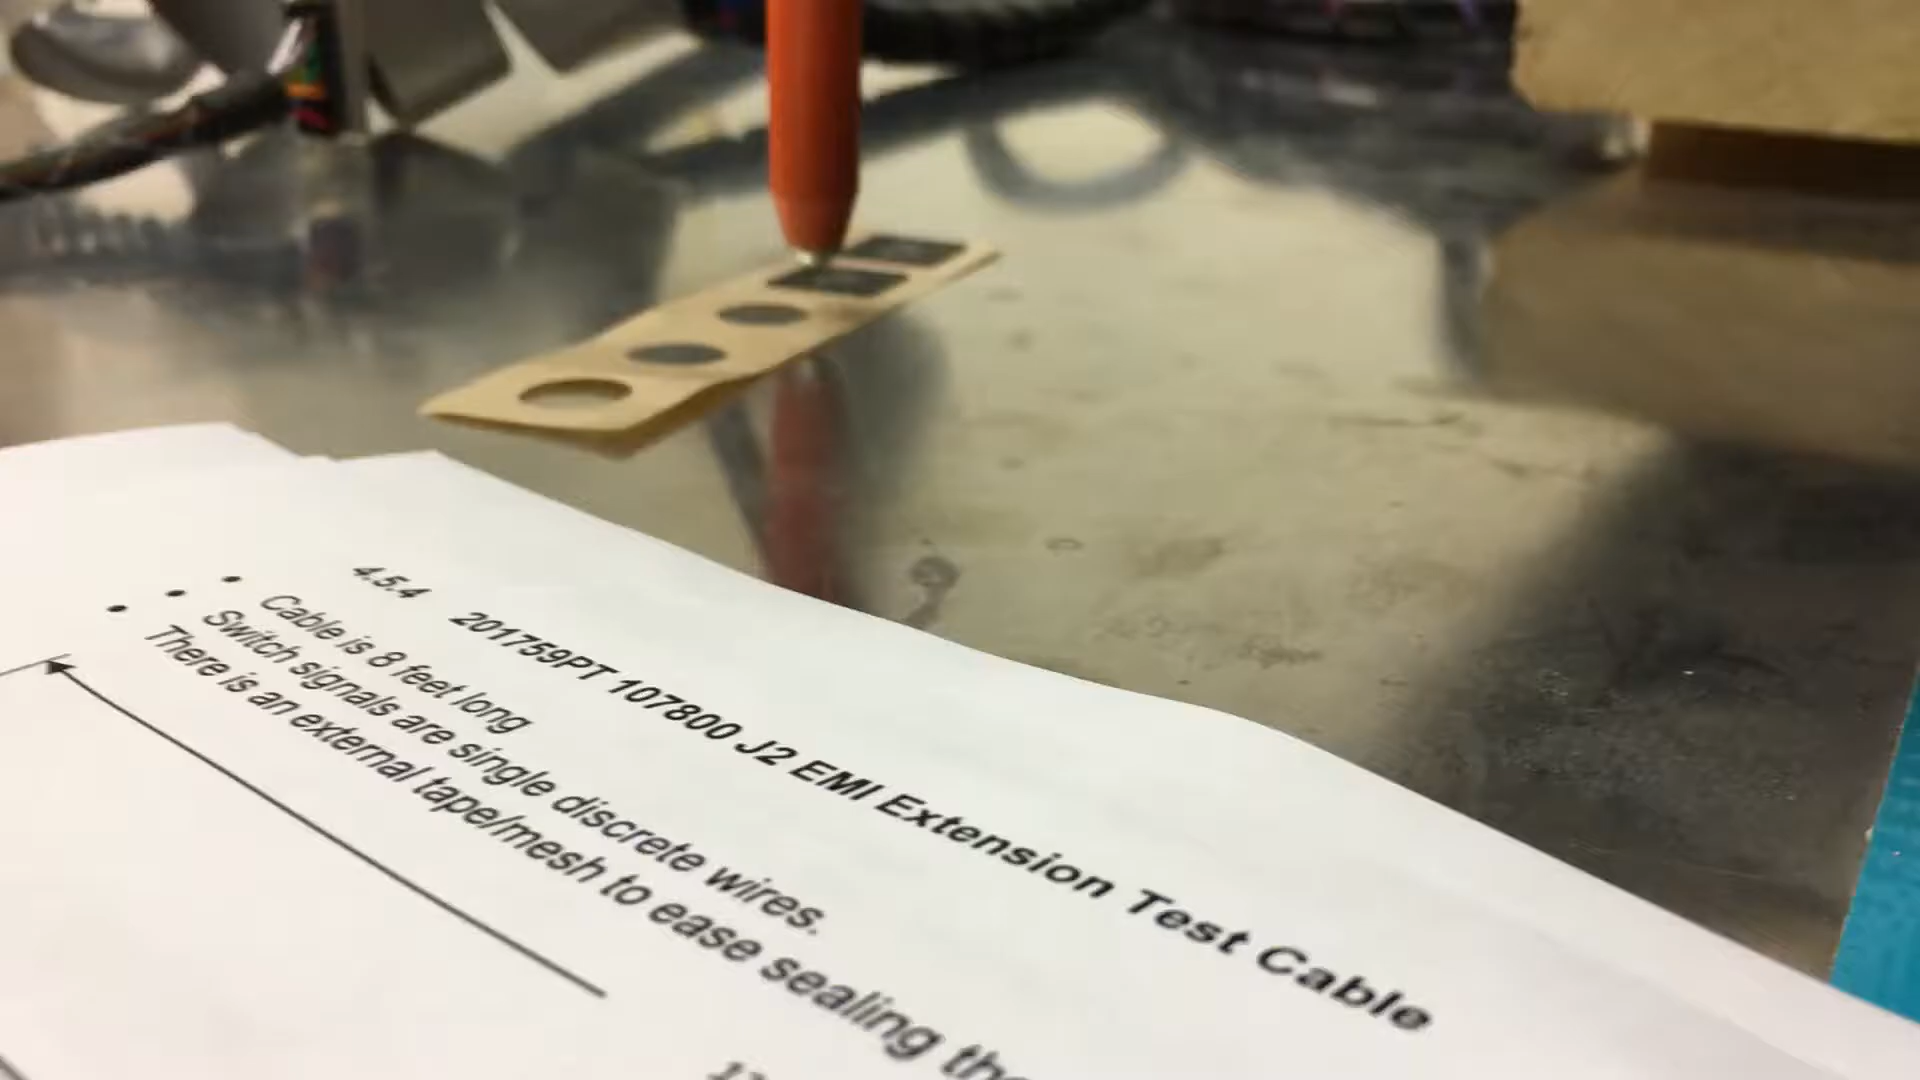 4.5.4 201759PT 107800 J2 EMI Extension Test Cable
• Cable is 8 feet long
• Switch signals are single discrete wires.
• There is an external tape/mesh to ease sealing the